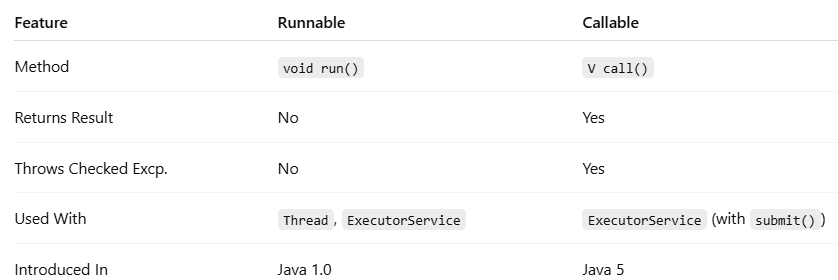 Feature Runnable Callable
Method void run() V call()
Returns Result No Yes
Throws Checked Excp. No Yes
Used With Thread, ExecutorService ExecutorService (with submit())
Introduced In Java 1.0 Java 5